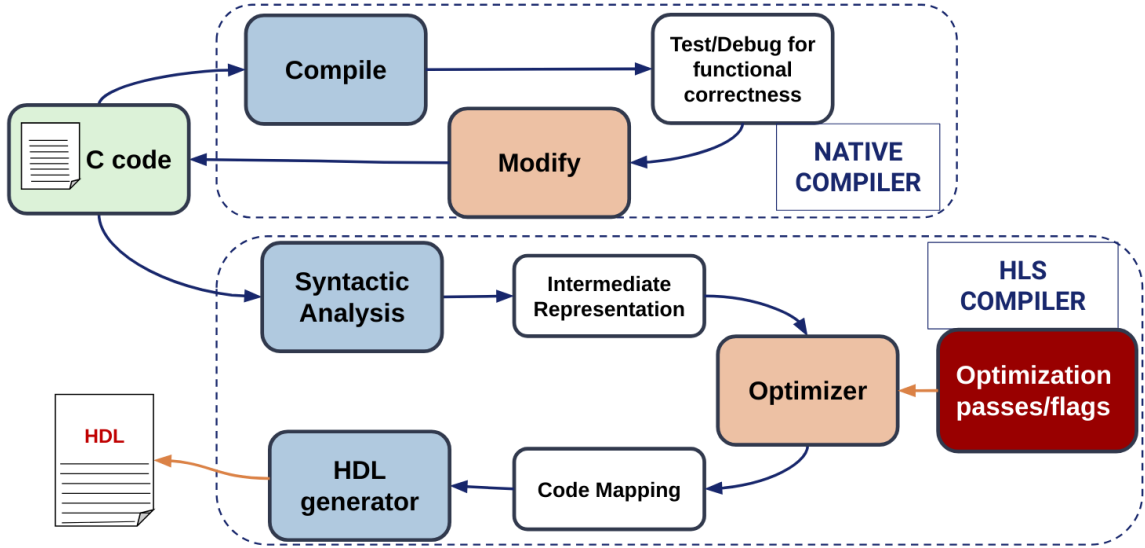 Compile
Test/Debug for
functional
correctness
C code
Modify
NATIVE
COMPILER
Syntactic
Analysis
Intermediate
Representation
HLS
COMPILER
Optimizer
Optimization
passes/flags
HDL
HDL
generator
Code Mapping